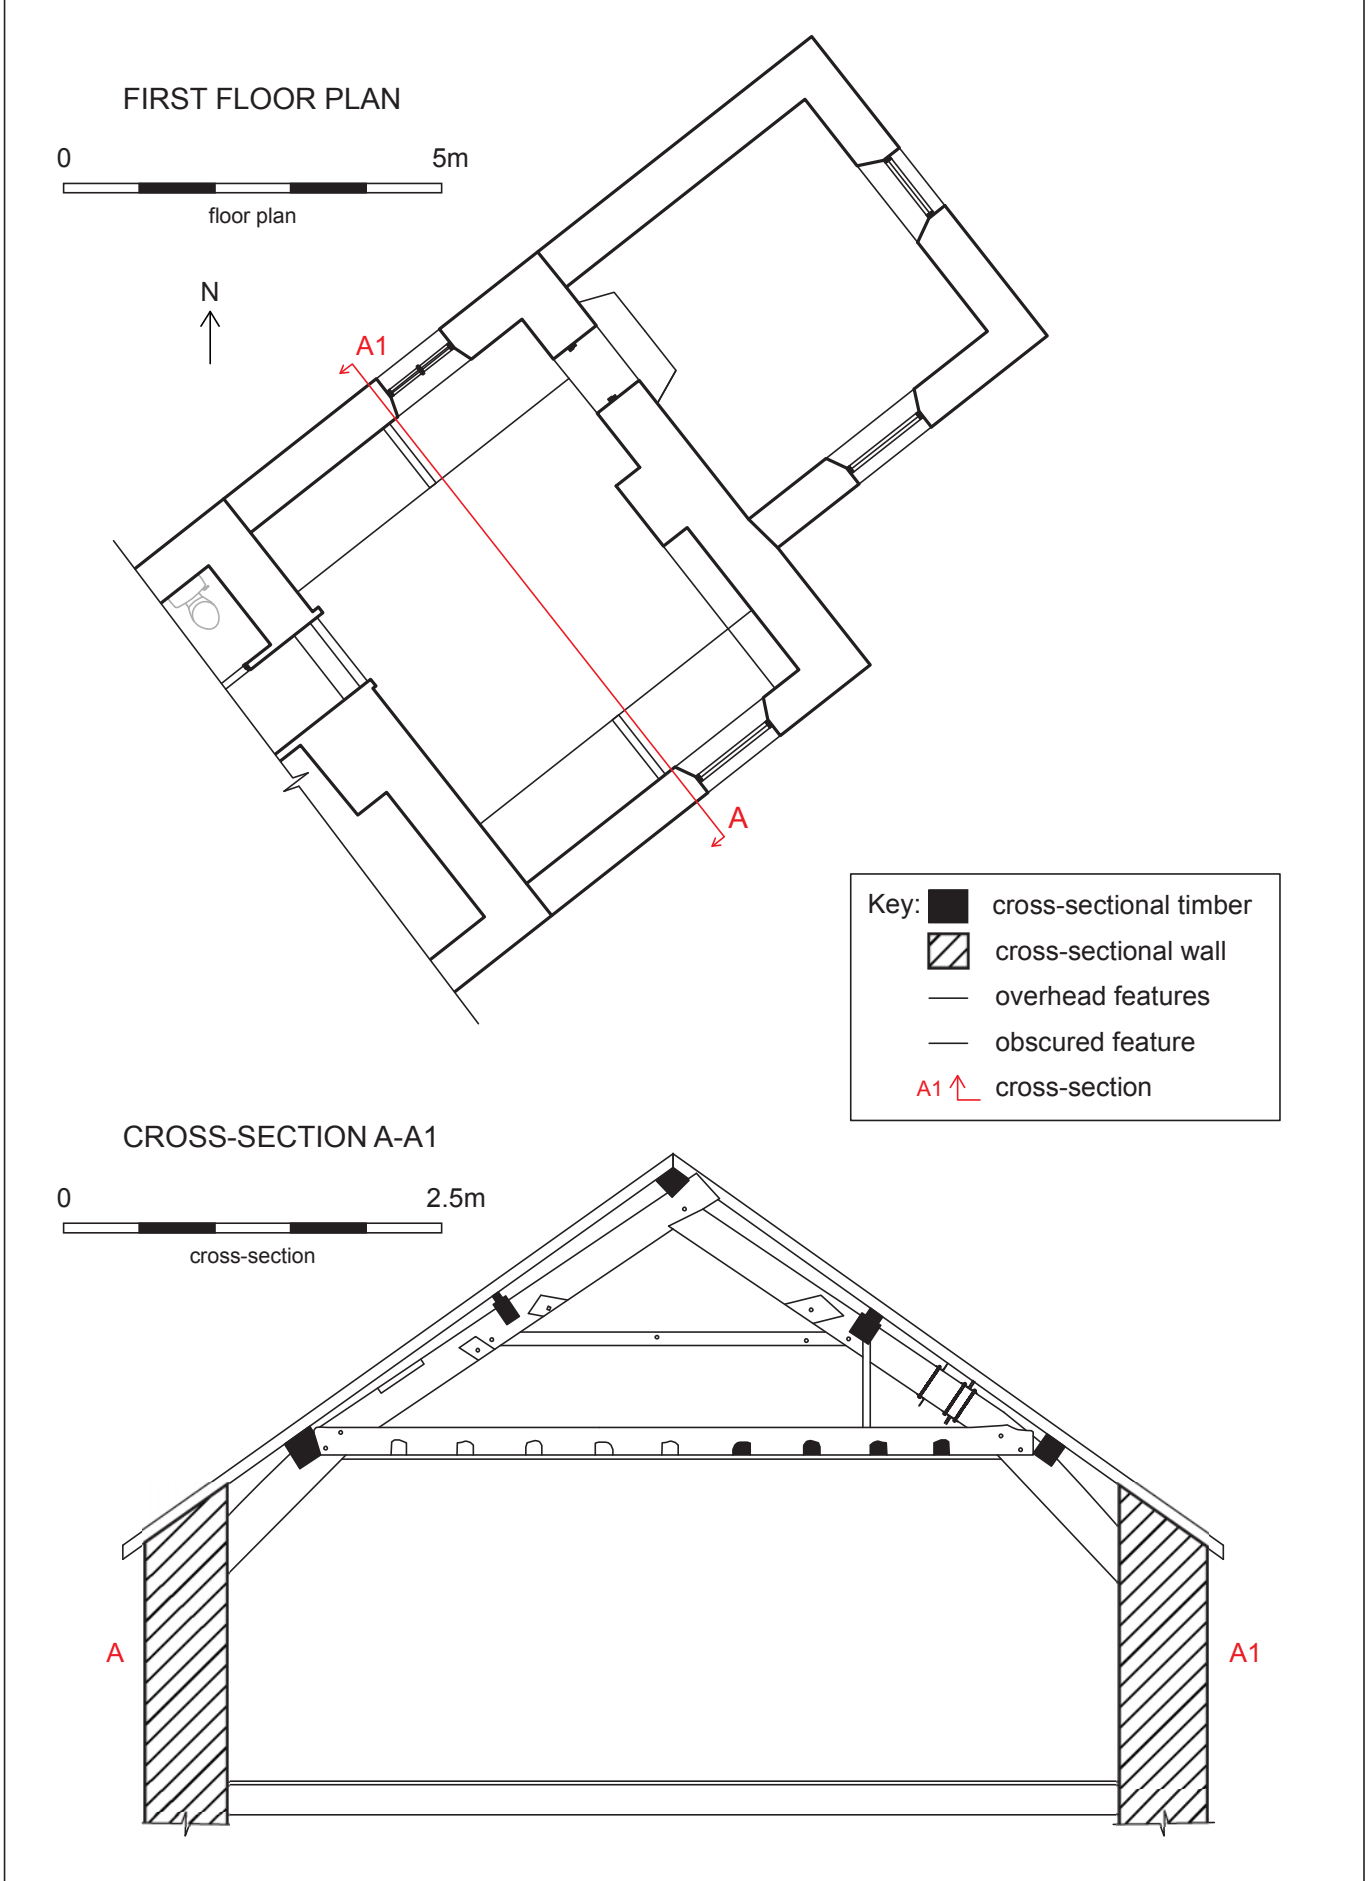 FIRST FLOOR PLAN
0 5m
floor plan
N
A1
A
Key: cross-sectional timber
cross-sectional wall
overhead features
obscured feature
A1 cross-section
CROSS-SECTION A-A1
0 2.5m
cross-section
A A1